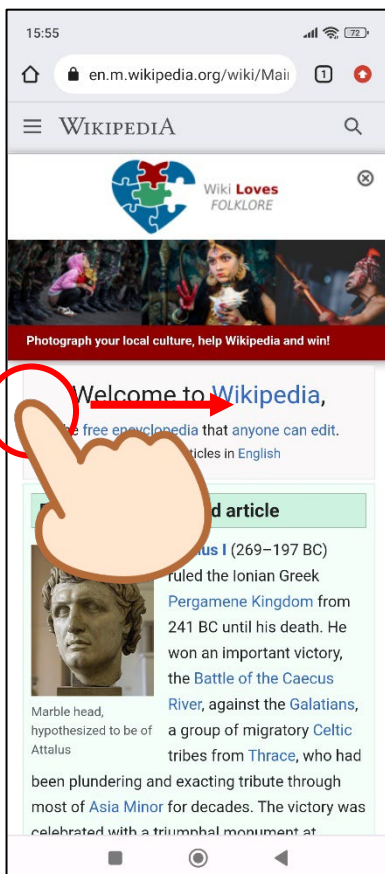 15:55
72
en.m.wikipedia.org/wiki/Mai
1
WIKIPEDIA
Wiki Loves
FOLKLORE
Photograph your local culture, help Wikipedia and win!
Welcome to Wikipedia,
free encyclopedia that anyone can edit.
in English
d article
I (269–197 BC)
ruled the Ionian Greek
Pergamene Kingdom from
241 BC until his death. He
won an important victory,
the Battle of the Caecus
River, against the Galatians,
a group of migratory Celtic
tribes from Thrace, who had
Marble head,
hypothesized to be of
Attalus
been plundering and exacting tribute through
most of Asia Minor for decades. The victory was
celebrated with a triumphal monument at